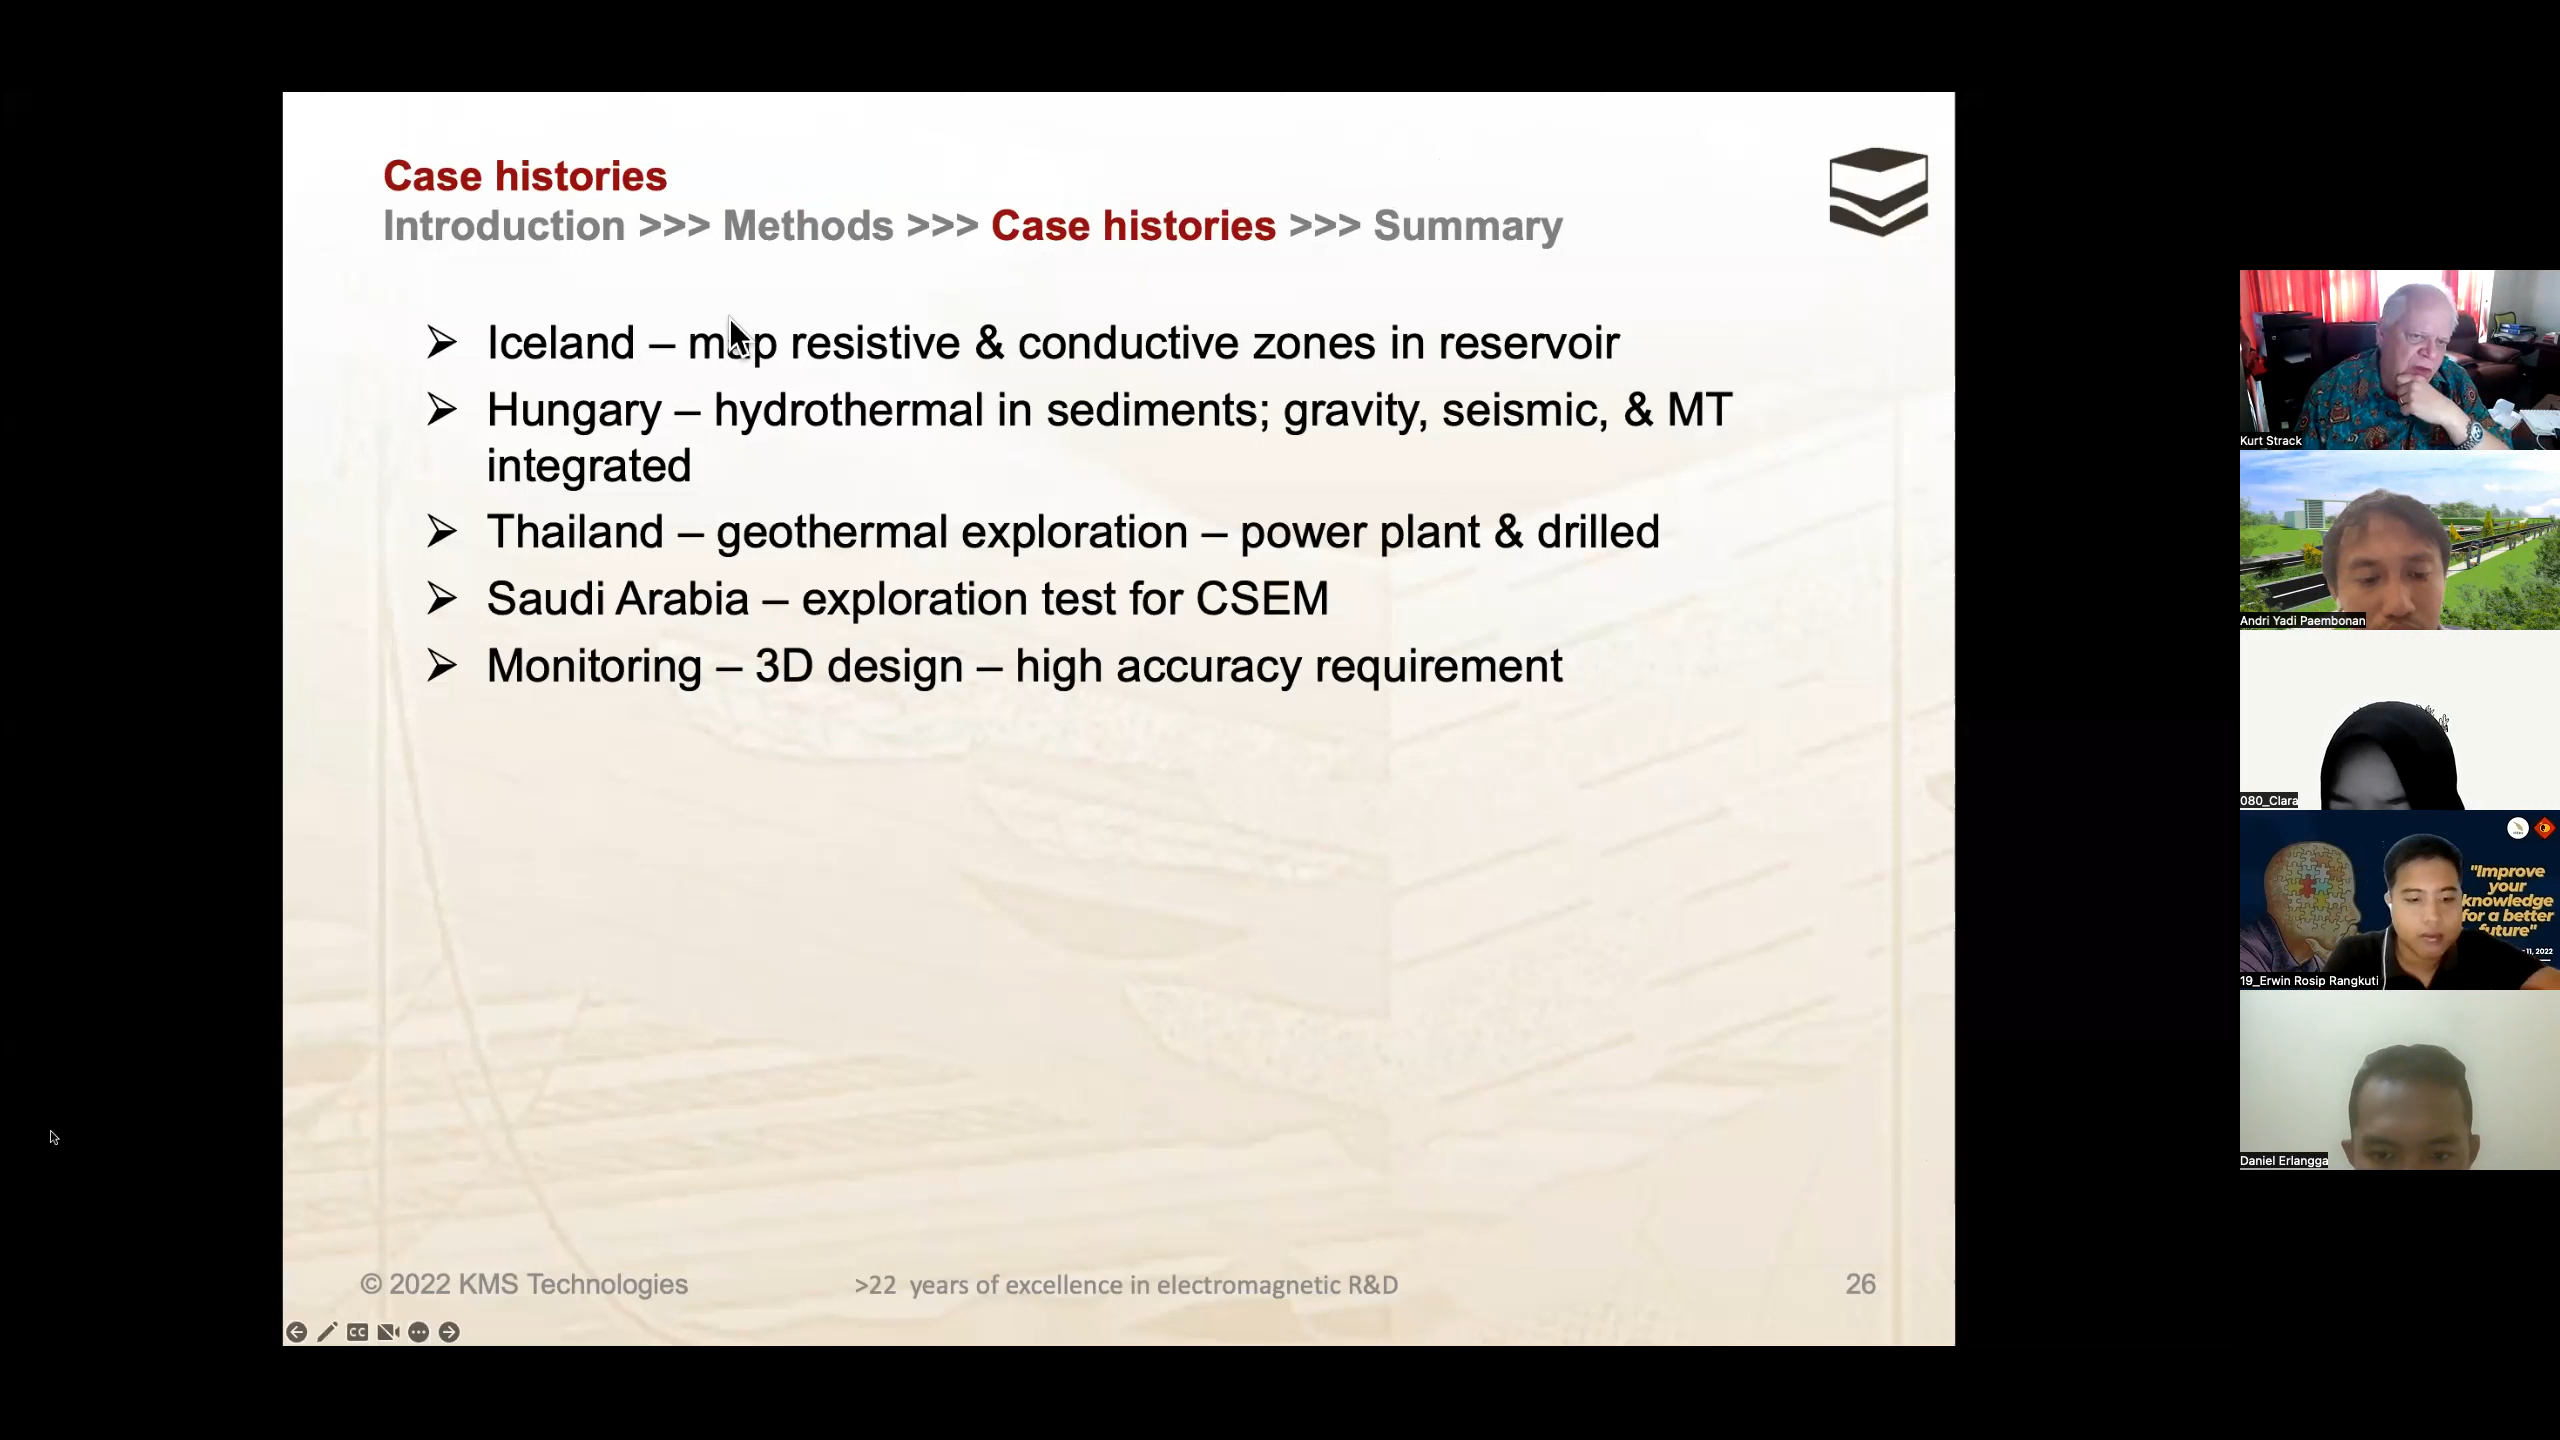 Case histories
Introduction >>> Methods >>> Case histories >>> Summary
➢ Iceland – map resistive & conductive zones in reservoir
➢ Hungary – hydrothermal in sediments; gravity, seismic, & MT
integrated
➢ Thailand – geothermal exploration – power plant & drilled
➢ Saudi Arabia – exploration test for CSEM
➢ Monitoring – 3D design – high accuracy requirement
© 2022 KMS Technologies
>22 years of excellence in electromagnetic R&D
26
CC
Kurt Strack
Andri Yadi Paembonan
080_Clara
"Improve
your
knowledge
for a better
future"
11, 2022
19_Erwin Rosip Rangkuti
Daniel Erlangga